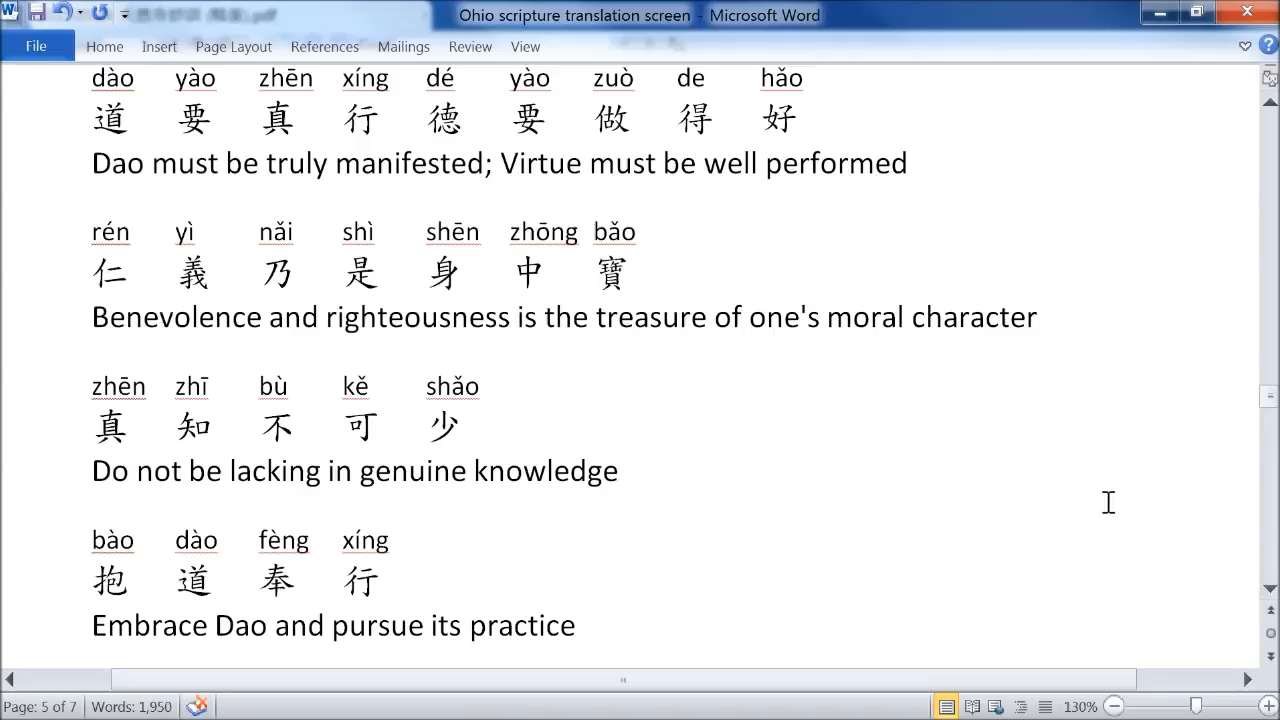 Ohio scripture translation screen - Microsoft Word
File Home Insert Page Layout References Mailings Review View
dào yào zhēn xíng dé yào zuò de hǎo
道 要 真 行 德 要 做 得 好
Dao must be truly manifested; Virtue must be well performed
rén yì nǎi shì shēn zhōng bǎo
仁 義 乃 是 身 中 寶
Benevolence and righteousness is the treasure of one's moral character
zhēn zhī bù kě shǎo
真 知 不 可 少
Do not be lacking in genuine knowledge
bào dào fèng xíng
抱 道 奉 行
Embrace Dao and pursue its practice
Page: 5 of 7 Words: 1,950 130%